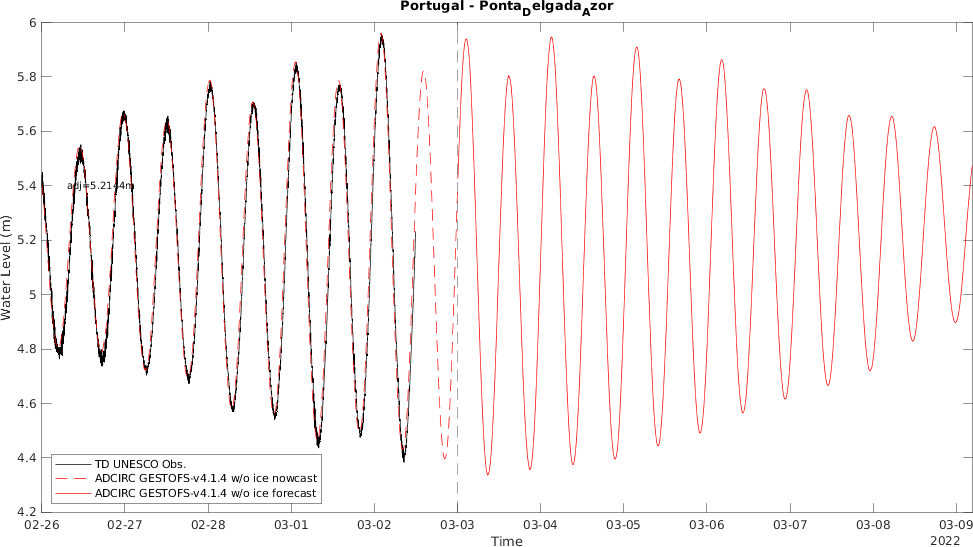 Portugal - PontaDelgadaAzor
6
5.8
5.6
5.4
5.2
5
4.8
4.6
4.4
4.2
Water Level (m)
adj=5.2144m
TD UNESCO Obs.
ADCIRC GESTOFS-v4.1.4 w/o ice nowcast
ADCIRC GESTOFS-v4.1.4 w/o ice forecast
02-26 02-27 02-28 03-01 03-02 03-03 03-04 03-05 03-06 03-07 03-08 03-09
Time 2022